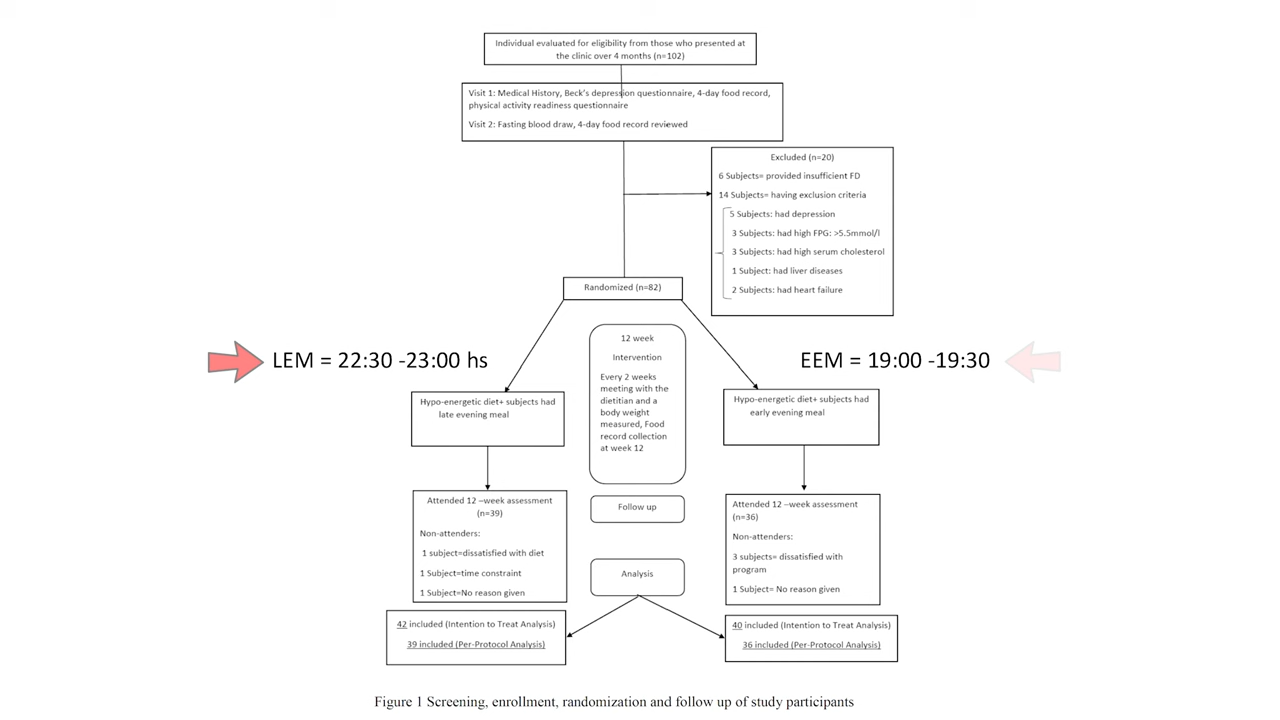 Individual evaluated for eligibility from those who presented at
the clinic over 4 months (n=102)
Visit 1: Medical History, Beck's depression questionnaire, 4-day food record,
physical activity readiness questionnaire
Visit 2: Fasting blood draw, 4-day food record reviewed
Excluded (n=20)
6 Subjects= provided insufficient FD
14 Subjects= having exclusion criteria
5 Subjects: had depression
3 Subjects: had high FPG: >5.5mmol/l
3 Subjects: had high serum cholesterol
1 Subject: had liver diseases
2 Subjects: had heart failure
Randomized (n=82)
LEM = 22:30 -23:00 hs
12 week
Intervention
Every 2 weeks
meeting with the
dietitian and a
body weight
measured, Food
record collection
at week 12
EEM = 19:00 -19:30
Hypo-energetic diet+ subjects had
late evening meal
Hypo-energetic diet+ subjects had
early evening meal
Attended 12 –week assessment
(n=39)
Non-attenders:
1 subject=dissatisfied with diet
1 Subject=time constraint
1 Subject=No reason given
Follow up
Attended 12 –week assessment
(n=36)
Non-attenders:
3 subjects= dissatisfied with
program
1 Subject= No reason given
Analysis
42 included (Intention to Treat Analysis)
39 included (Per-Protocol Analysis)
40 included (Intention to Treat Analysis)
36 included (Per-Protocol Analysis)
Figure 1 Screening, enrollment, randomization and follow up of study participants